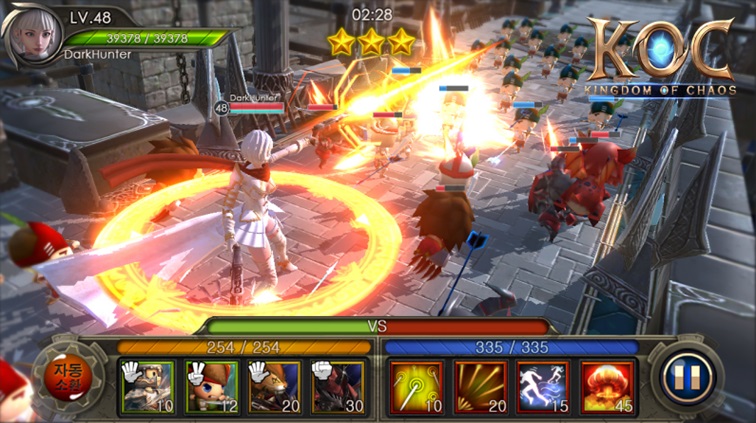 LV.48
39378 / 39378
DarkHunter
02:28
KOC
KINGDOM OF CHAOS
48
DarkHunter
VS
254 / 254
335 / 335
자동
소환
10
12
20
30
10
20
15
45